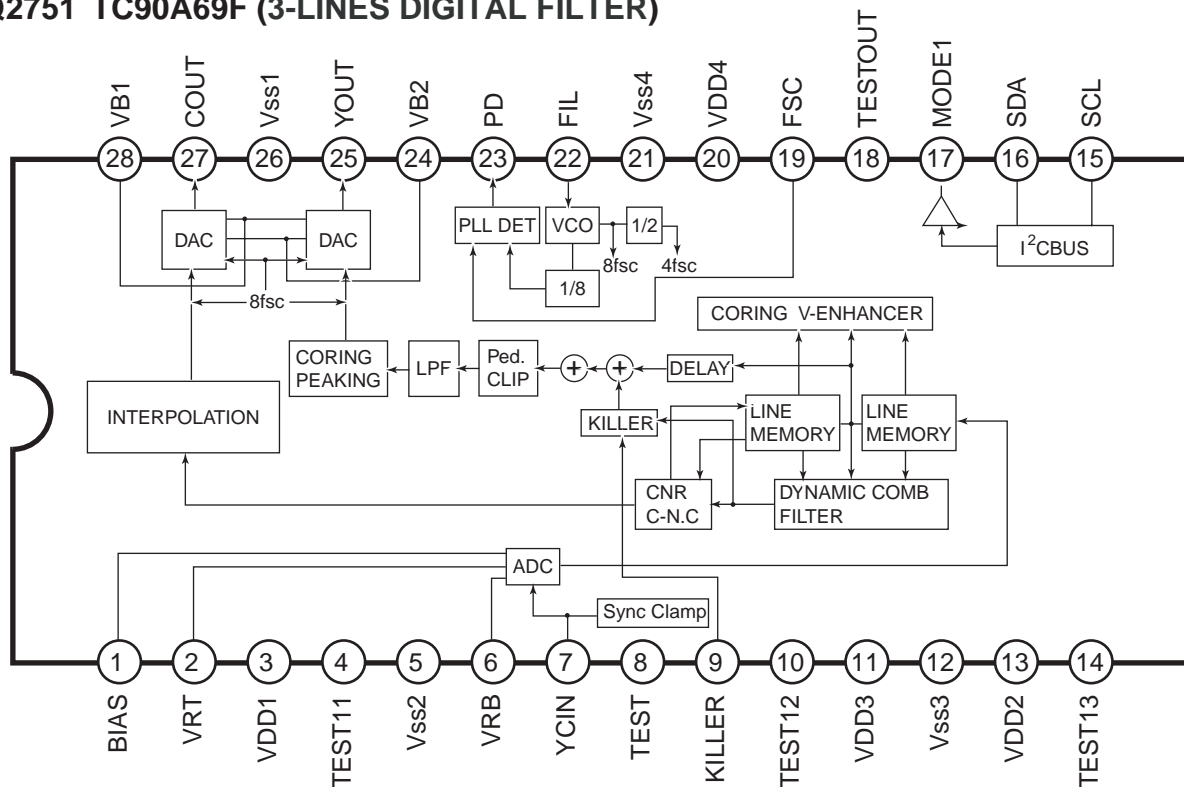 Q2751 TC90A69F (3-LINES DIGITAL FILTER)
VB1
COUT
Vss1
YOUT
VB2
PD
FIL
Vss4
VDD4
FSC
TESTOUT
MODE1
SDA
SCL
28
27
26
25
24
23
22
21
20
19
18
17
16
15
DAC
DAC
PLL DET
VCO
1/2
I²CBUS
8fsc
4fsc
8fsc
1/8
CORING V-ENHANCER
CORING
PEAKING
LPF
Ped.
CLIP
+
+
DELAY
INTERPOLATION
KILLER
LINE
MEMORY
LINE
MEMORY
CNR
C-N.C
DYNAMIC COMB
FILTER
ADC
Sync Clamp
1
2
3
4
5
6
7
8
9
10
11
12
13
14
BIAS
VRT
VDD1
TEST11
Vss2
VRB
YCIN
TEST
KILLER
TEST12
VDD3
Vss3
VDD2
TEST13